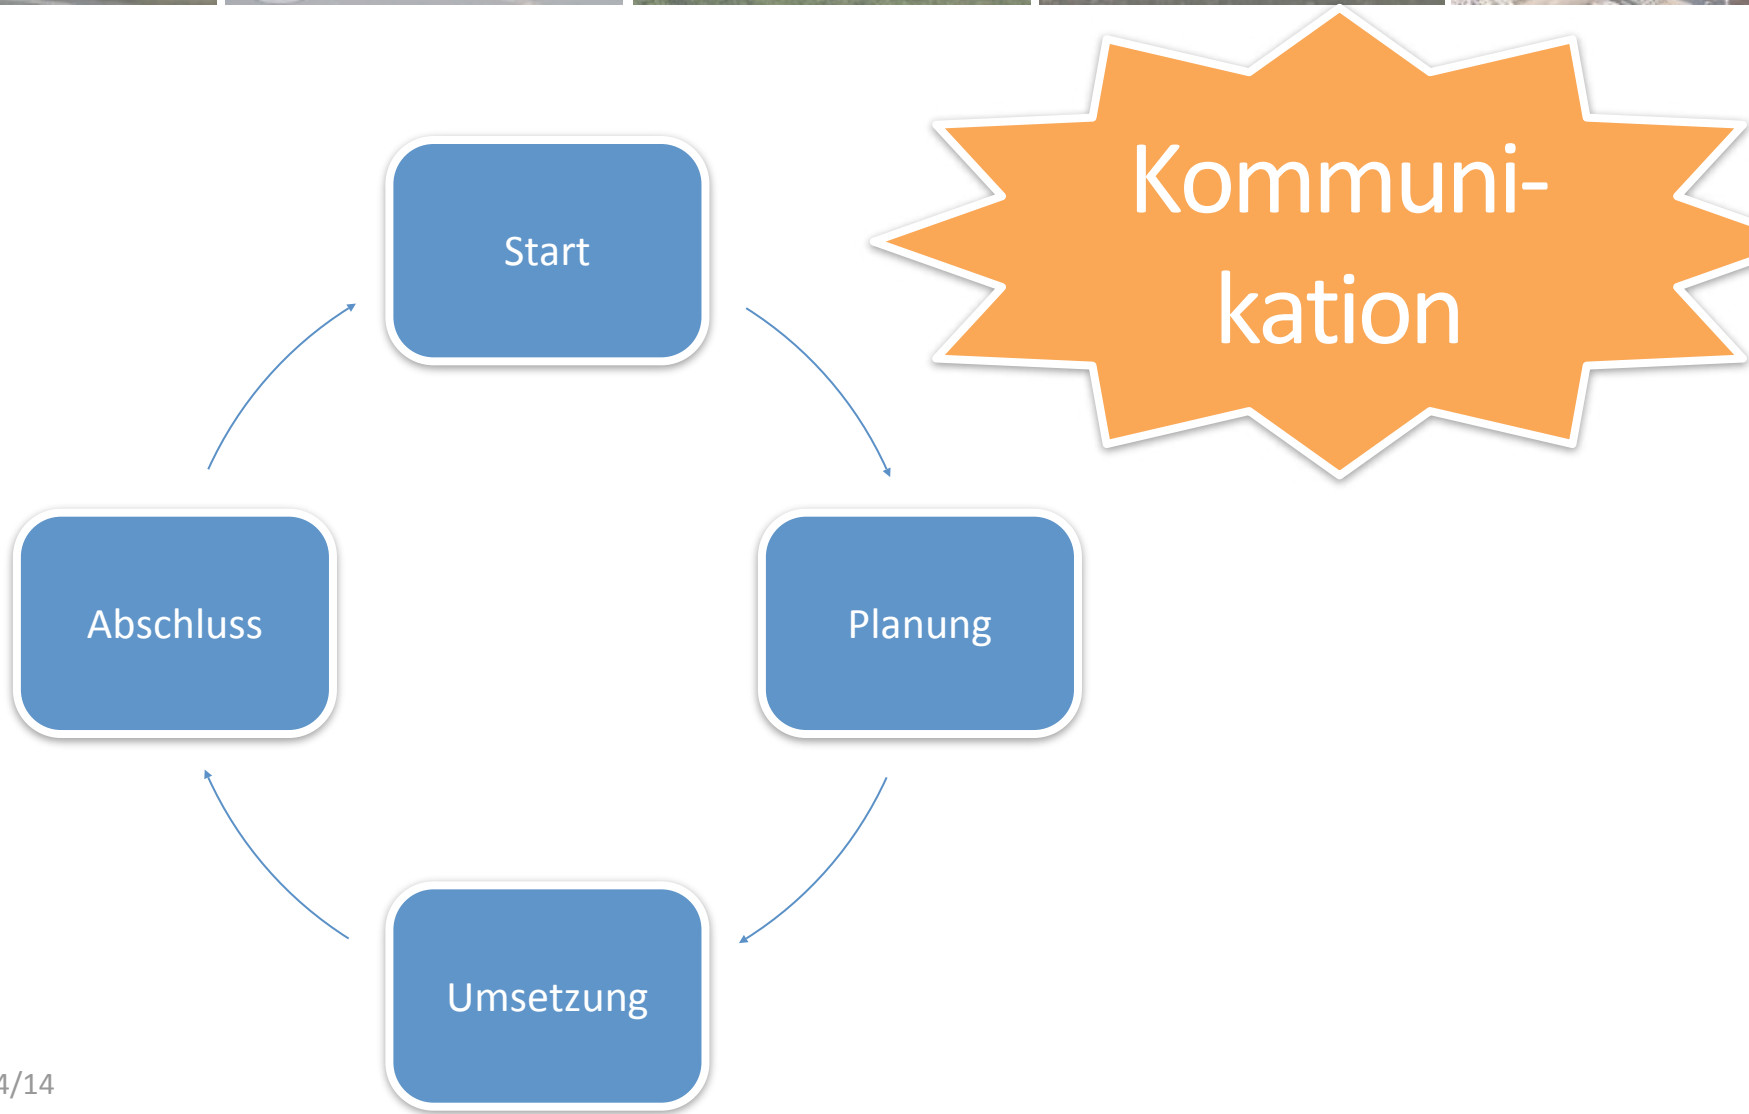 Kommuni-
kation
Start
Abschluss
Planung
Umsetzung
4/14